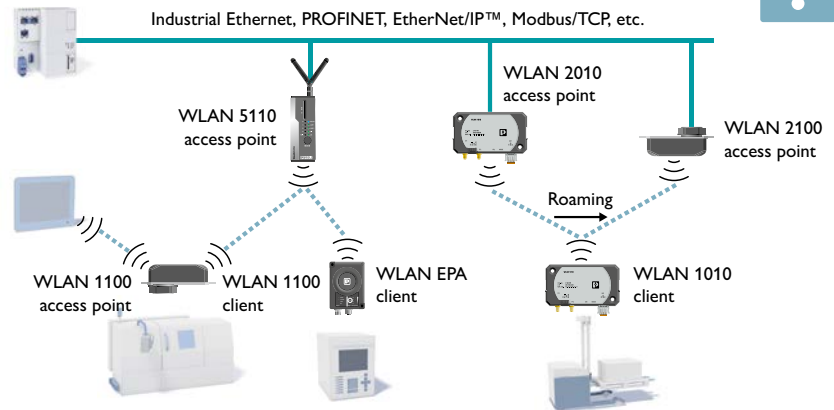 Industrial Ethernet, PROFINET, EtherNet/IP™, Modbus/TCP, etc.
WLAN 5110
access point
WLAN 2010
access point
WLAN 2100
access point
Roaming
WLAN 1100
access point
WLAN 1100
client
WLAN EPA
client
WLAN 1010
client